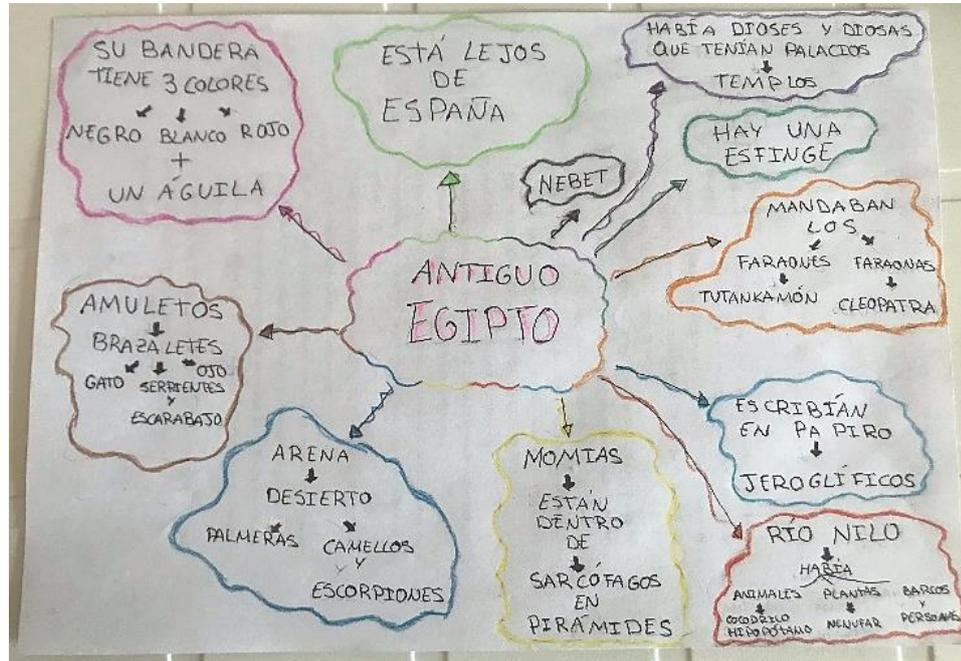 SU BANDERA
TIENE 3 COLORES
NEGRO BLANCO ROJO
+
UN ÁGUILA
ESTÁ LEJOS
DE
ESPAÑA
HABÍA DIOSES Y DIOSAS
QUE TENÍAN PALACIOS
TEMPLOS
HAY UNA
ESFINGE
NEBET
MANDABAN
LOS
FARAONES FARAONAS
TUTANKAMÓN CLEOPATRA
ANTIGUO
EGIPTO
AMULETOS
BRAZALETES
GATO SERPIENTES OJO
Y
ESCARABAJO
ESCRIBIÁN
EN PAPIRO
JEROGLÍFICOS
ARENA
DESIERTO
PALMERAS CAMELLOS
Y
ESCORPIONES
MOMIAS
ESTÁN
DENTRO
DE
SARCÓFAGOS
EN
PIRÁMIDES
RÍO NILO
HABÍA
ANIMALES PLANTAS BARCOS
Y
COCODRILO NENUFAR PERSONAS
HIPOPÓTAMO